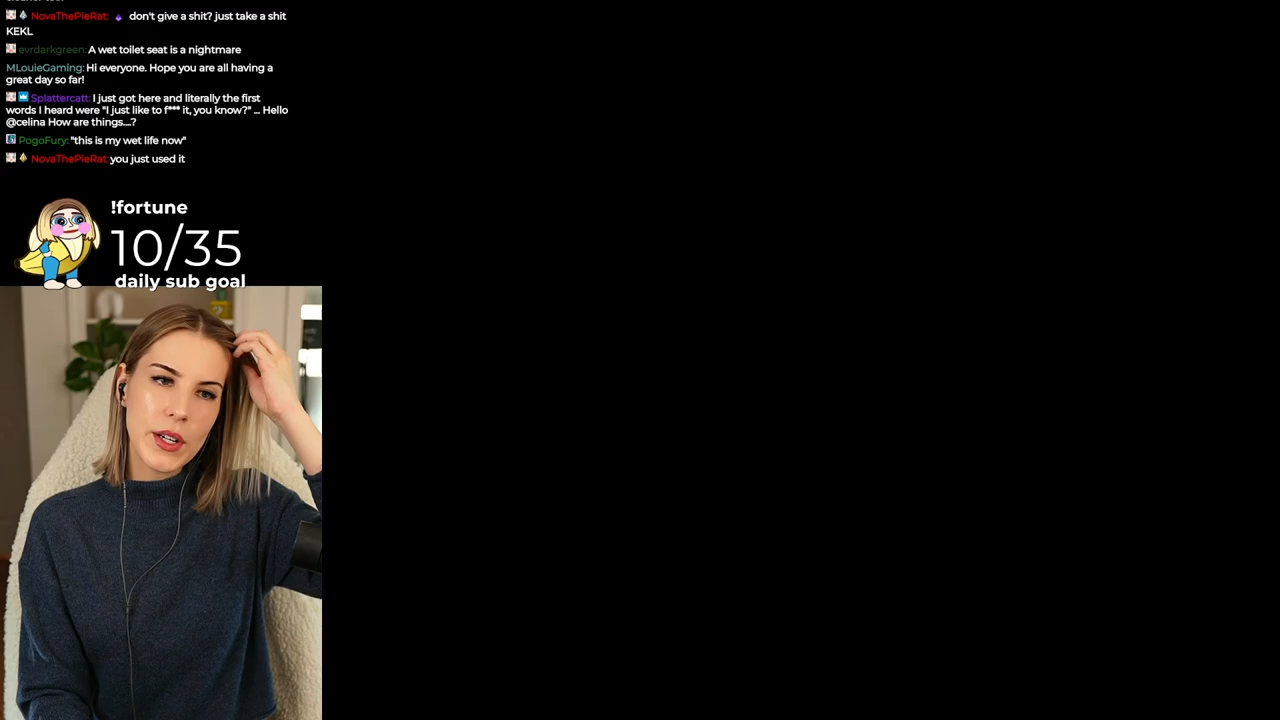 NovaThePieRat: don't give a shit? just take a shit
KEKL
evrdarkgreen: A wet toilet seat is a nightmare
MLouieGaming: Hi everyone. Hope you are all having a
great day so far!
Splattercatt: I just got here and literally the first
words I heard were "I just like to f*** it, you know?" ... Hello
@celina How are things....?
PogoFury: "this is my wet life now"
NovaThePieRat: you just used it
!fortune
10/35
daily sub goal